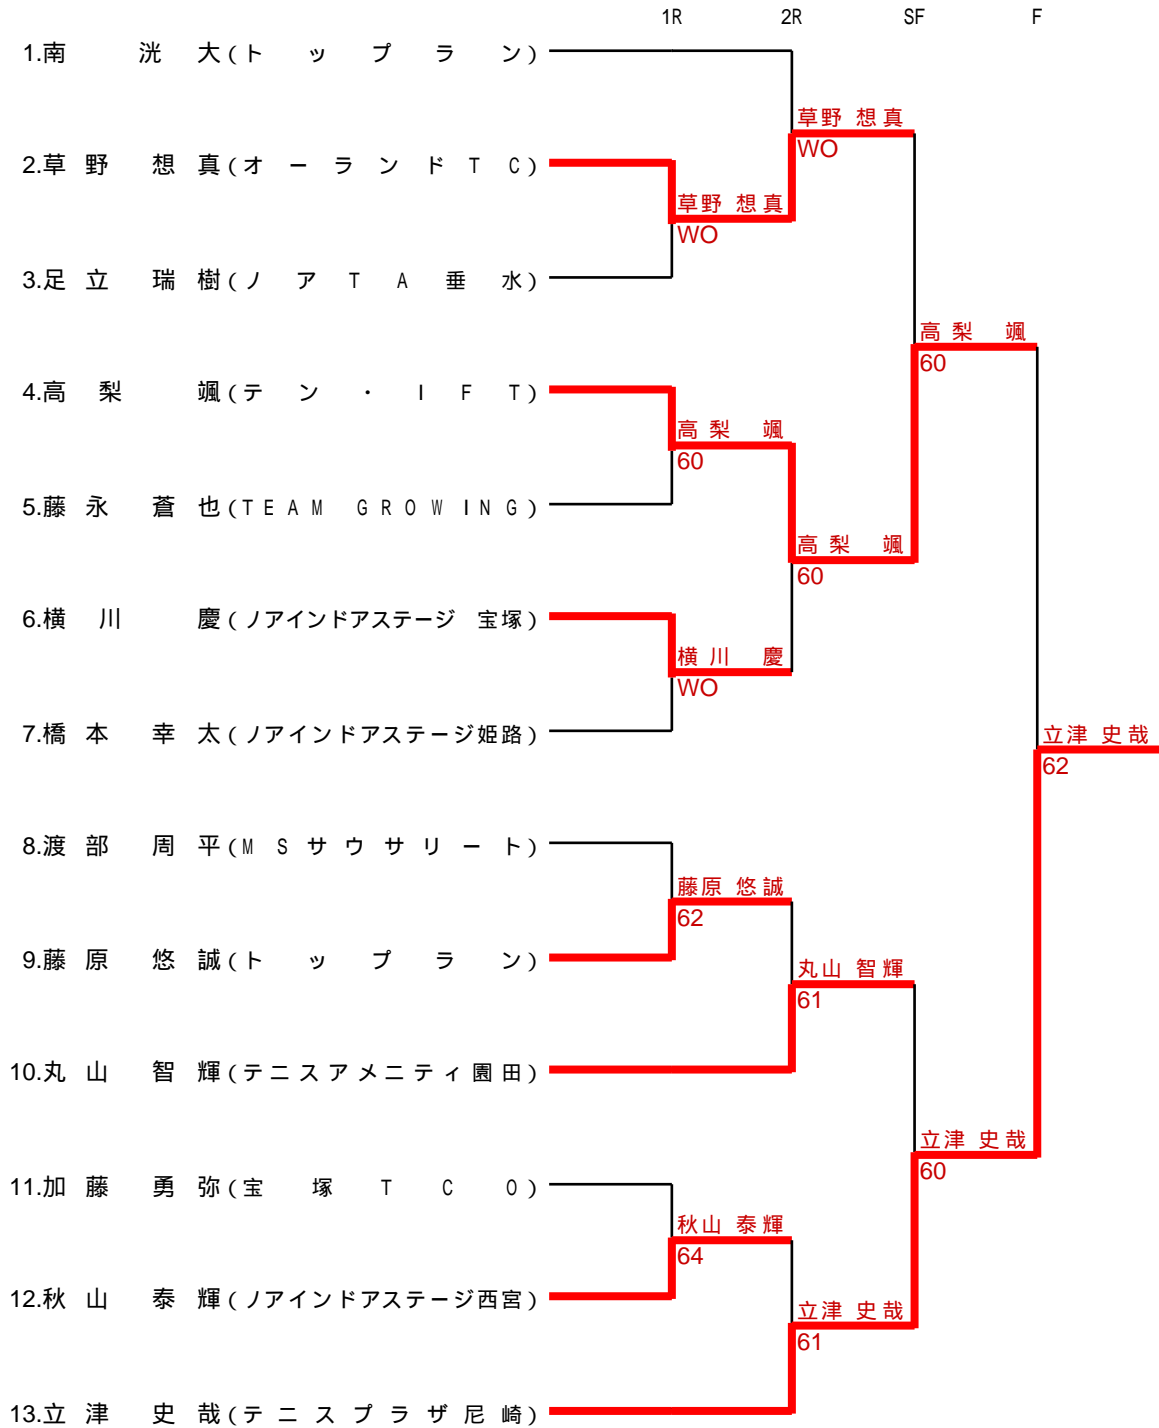 1R 2R SF F
1.南 洸大(トップラン)
草野 想真
WO
2.草野 想真(オーランドTC)
草野 想真
WO
3.足立 瑞樹(ノアTA垂水)
高梨 颯
60
4.高梨 颯(テン・IFT)
高梨 颯
60
5.藤永 蒼也(TEAM GROWING)
高梨 颯
60
6.横川 慶(ノアインドアステージ 宝塚)
横川 慶
WO
7.橋本 幸太(ノアインドアステージ姫路)
立津 史哉
62
8.渡部 周平(MSサウサリート)
藤原 悠誠
62
9.藤原 悠誠(トップラン)
丸山 智輝
61
10.丸山 智輝(テニスアメニティ園田)
立津 史哉
60
11.加藤 勇弥(宝塚TCO)
秋山 泰輝
64
12.秋山 泰輝(ノアインドアステージ西宮)
立津 史哉
61
13.立津 史哉(テニスプラザ尼崎)